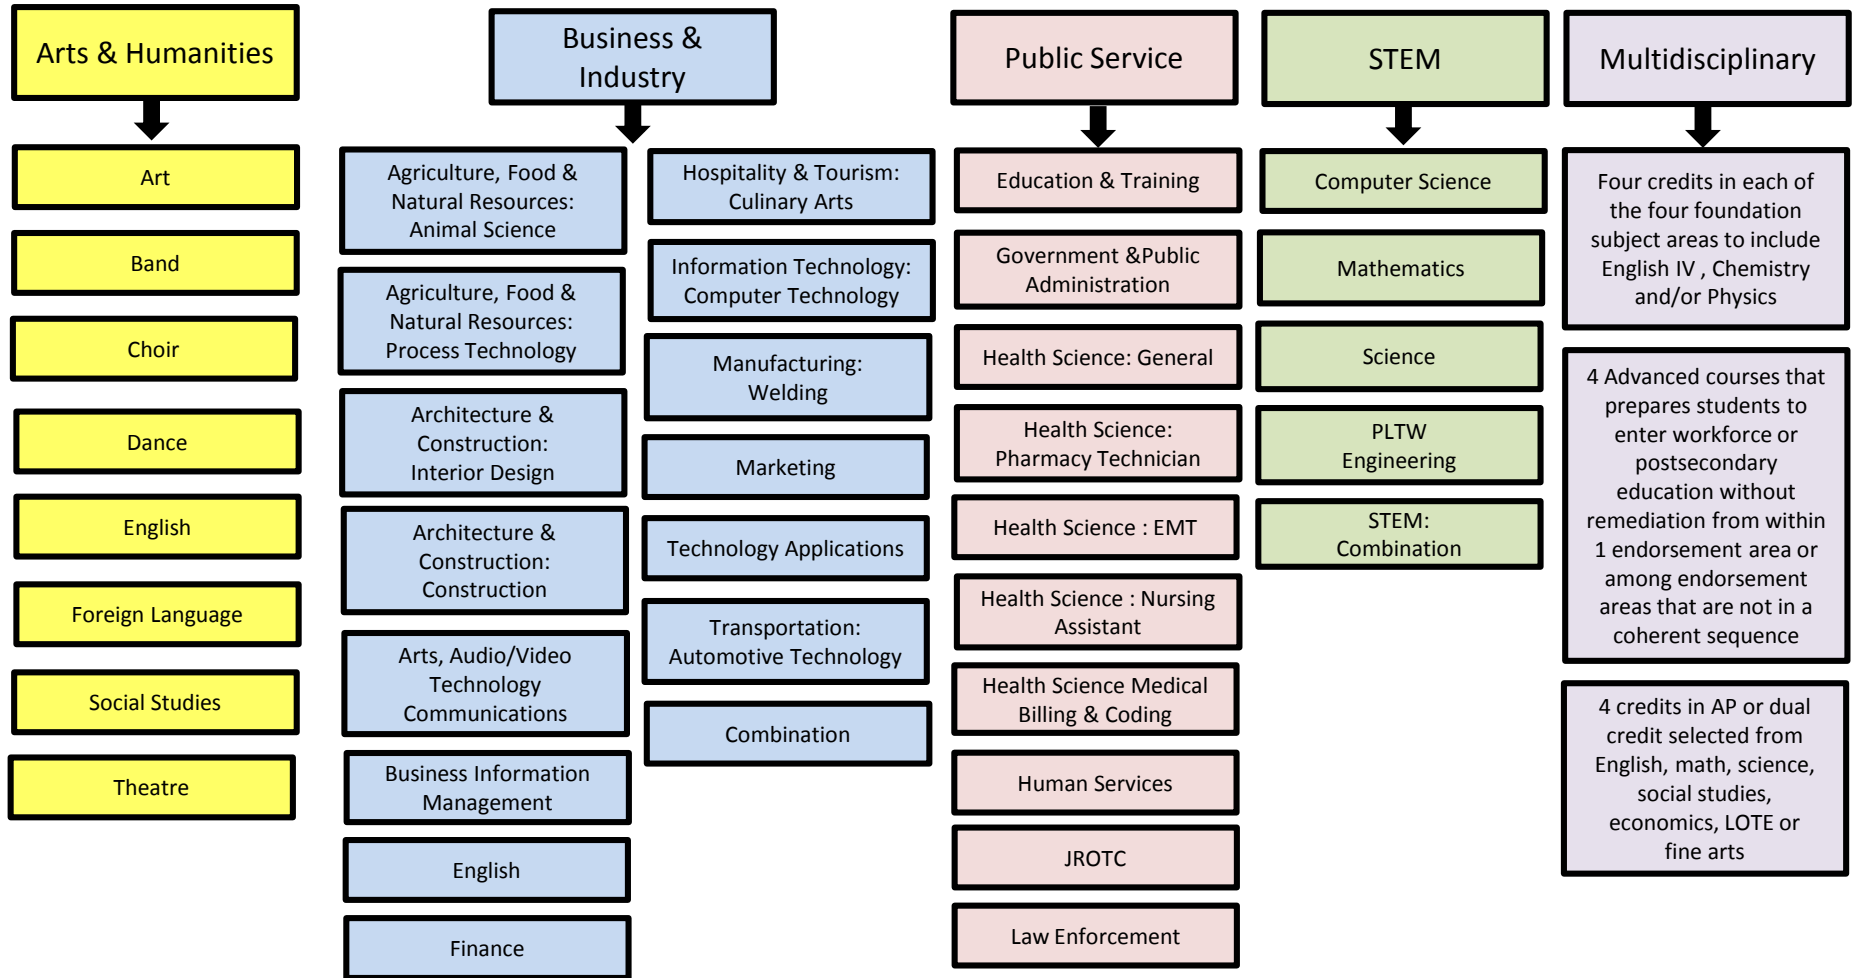 Arts & Humanities
Art
Band
Choir
Dance
English
Foreign Language
Social Studies
Theatre
Business &
Industry
Agriculture, Food &
Natural Resources:
Animal Science
Agriculture, Food &
Natural Resources:
Process Technology
Architecture &
Construction:
Interior Design
Architecture &
Construction:
Construction
Arts, Audio/Video
Technology
Communications
Business Information
Management
English
Finance
Hospitality & Tourism:
Culinary Arts
Information Technology:
Computer Technology
Manufacturing:
Welding
Marketing
Technology Applications
Transportation:
Automotive Technology
Combination
Public Service
Education & Training
Government &Public
Administration
Health Science: General
Health Science:
Pharmacy Technician
Health Science : EMT
Health Science : Nursing
Assistant
Health Science Medical
Billing & Coding
Human Services
JROTC
Law Enforcement
STEM
Computer Science
Mathematics
Science
PLTW
Engineering
STEM:
Combination
Multidisciplinary
Four credits in each of
the four foundation
subject areas to include
English IV , Chemistry
and/or Physics
4 Advanced courses that
prepares students to
enter workforce or
postsecondary
education without
remediation from within
1 endorsement area or
among endorsement
areas that are not in a
coherent sequence
4 credits in AP or dual
credit selected from
English, math, science,
social studies,
economics, LOTE or
fine arts